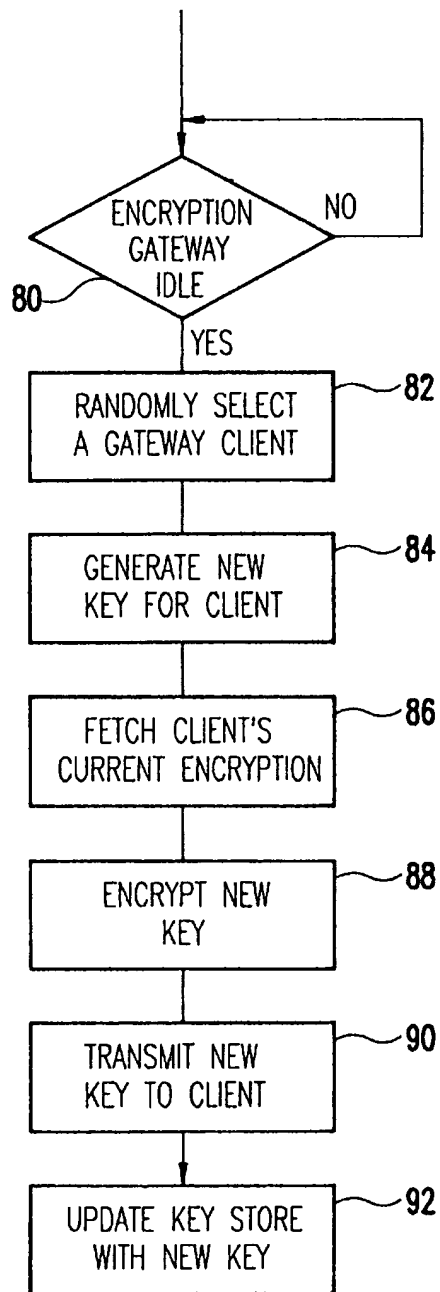 ENCRYPTION
GATEWAY
IDLE
NO
80
YES
RANDOMLY SELECT
A GATEWAY CLIENT
82
GENERATE NEW
KEY FOR CLIENT
84
FETCH CLIENT'S
CURRENT ENCRYPTION
86
ENCRYPT NEW
KEY
88
TRANSMIT NEW
KEY TO CLIENT
90
UPDATE KEY STORE
WITH NEW KEY
92